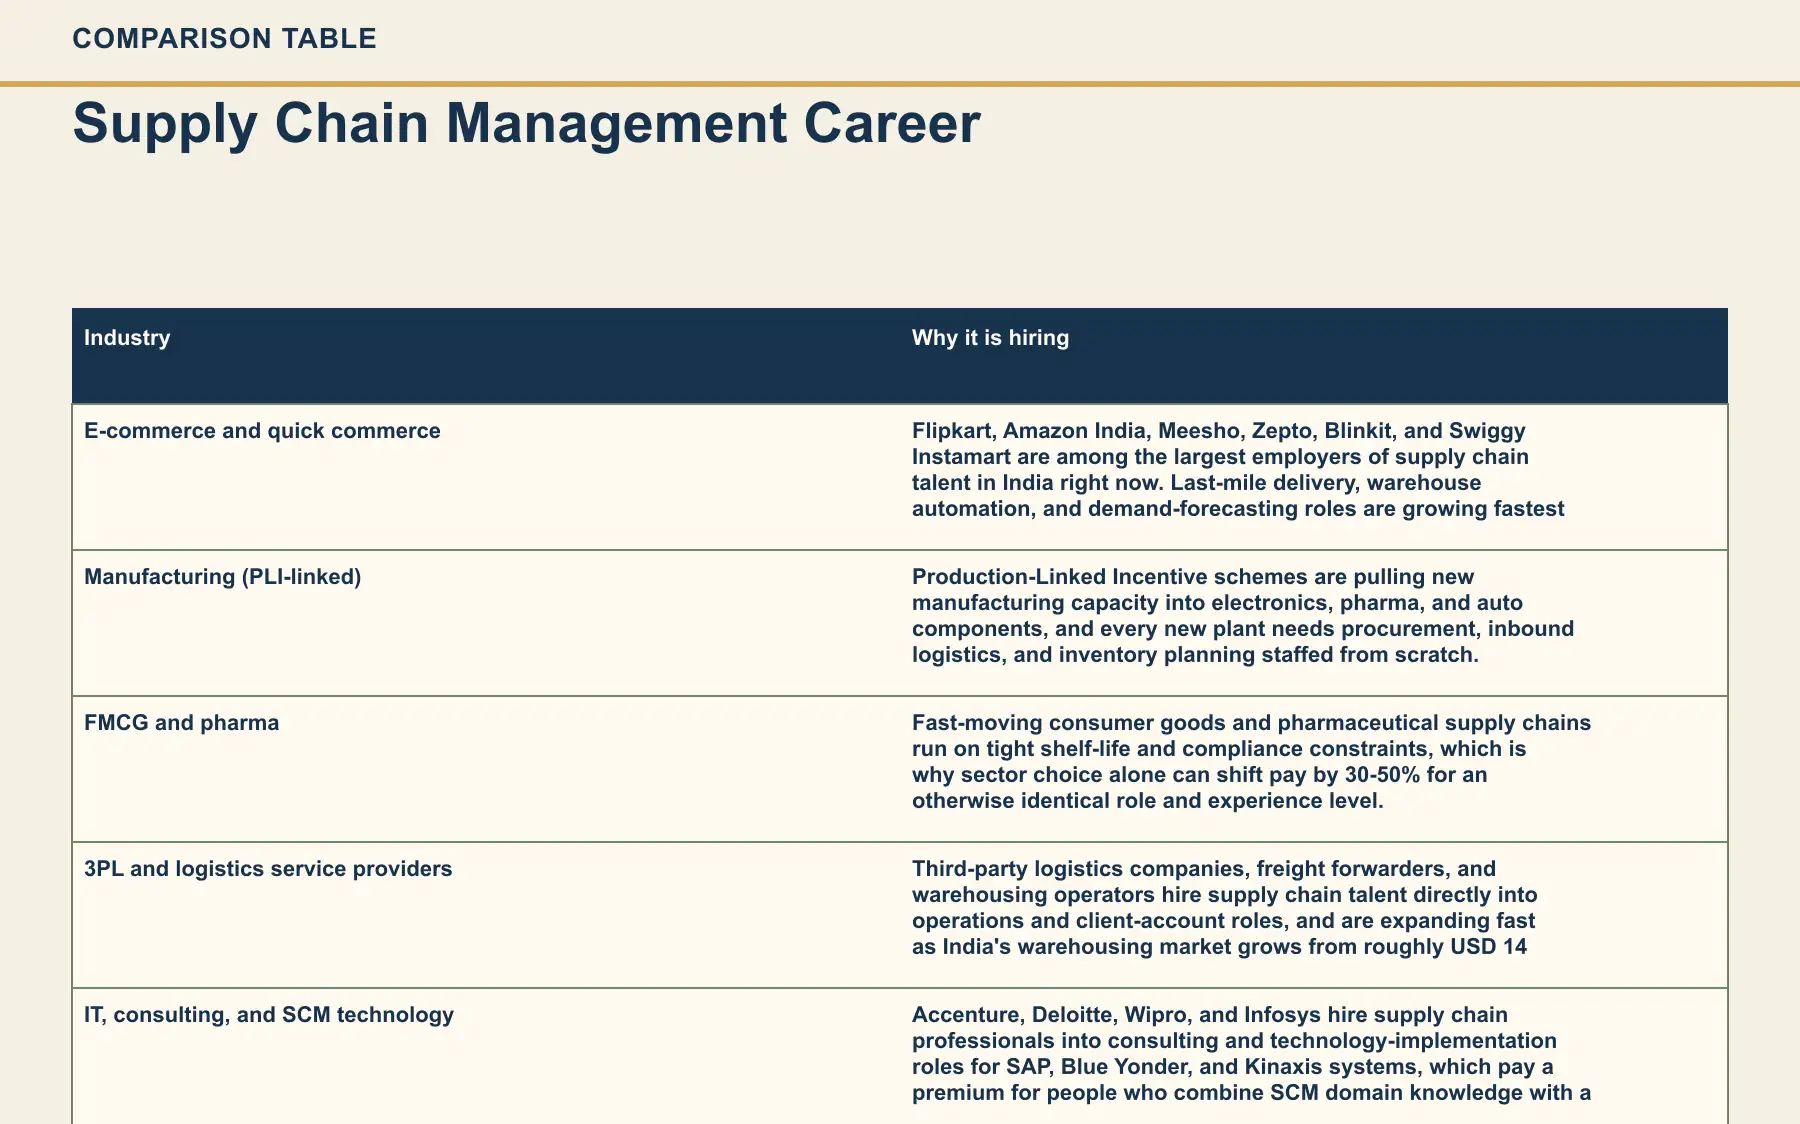 COMPARISON TABLE
Supply Chain Management Career
Industry
Why it is hiring
E-commerce and quick commerce
Flipkart, Amazon India, Meesho, Zepto, Blinkit, and Swiggy
Instamart are among the largest employers of supply chain
talent in India right now. Last-mile delivery, warehouse
automation, and demand-forecasting roles are growing fastest
Manufacturing (PLI-linked)
Production-Linked Incentive schemes are pulling new
manufacturing capacity into electronics, pharma, and auto
components, and every new plant needs procurement, inbound
logistics, and inventory planning staffed from scratch.
FMCG and pharma
Fast-moving consumer goods and pharmaceutical supply chains
run on tight shelf-life and compliance constraints, which is
why sector choice alone can shift pay by 30-50% for an
otherwise identical role and experience level.
3PL and logistics service providers
Third-party logistics companies, freight forwarders, and
warehousing operators hire supply chain talent directly into
operations and client-account roles, and are expanding fast
as India's warehousing market grows from roughly USD 14
IT, consulting, and SCM technology
Accenture, Deloitte, Wipro, and Infosys hire supply chain
professionals into consulting and technology-implementation
roles for SAP, Blue Yonder, and Kinaxis systems, which pay a
premium for people who combine SCM domain knowledge with a